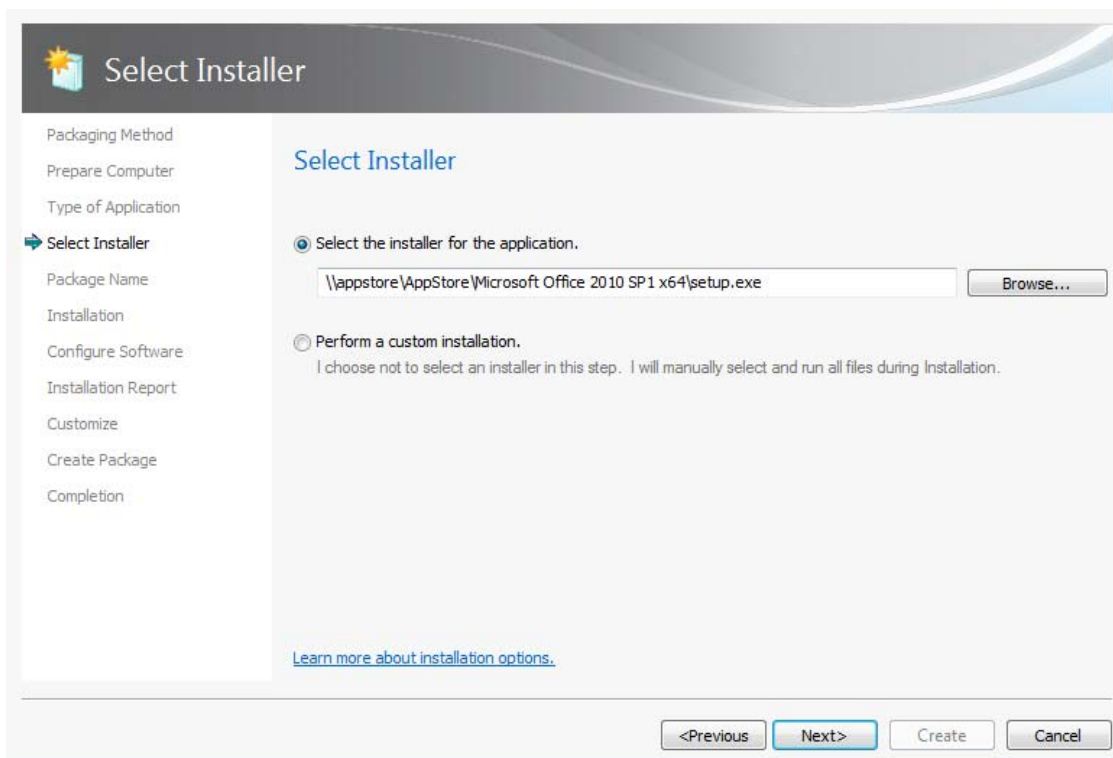 Select Installer
Packaging Method
Prepare Computer
Type of Application
Select Installer
Package Name
Installation
Configure Software
Installation Report
Customize
Create Package
Completion
Select Installer
Select the installer for the application.
\\appstore\AppStore\Microsoft Office 2010 SP1 x64\setup.exe
Browse...
Perform a custom installation.
I choose not to select an installer in this step.  I will manually select and run all files during Installation.
Learn more about installation options.
<Previous
Next>
Create
Cancel